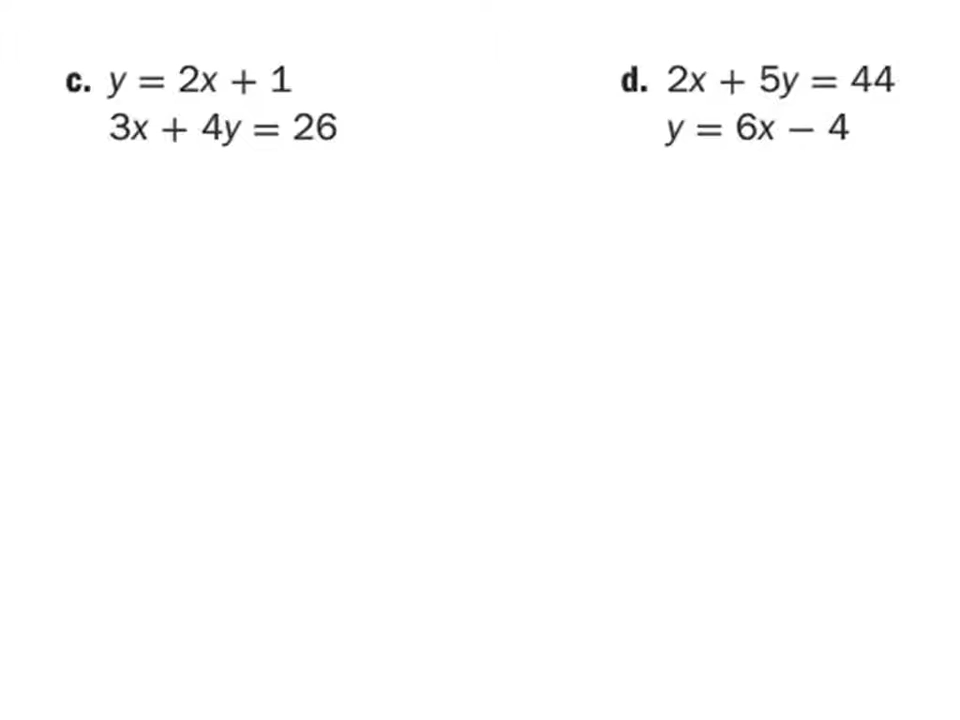 c. y = 2x + 1
3x + 4y = 26
d. 2x + 5y = 44
y = 6x − 4